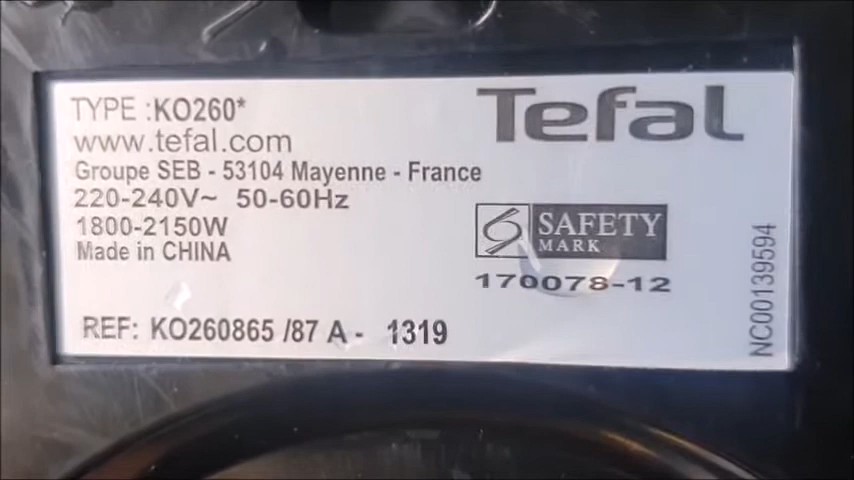 TYPE :KO260*
www.tefal.com
Groupe SEB - 53104 Mayenne - France
220-240V~ 50-60Hz
1800-2150W
Made in CHINA
REF: KO260865 /87 A - 1319
Tefal
S SAFETY
MARK
170078-12
NC00139594